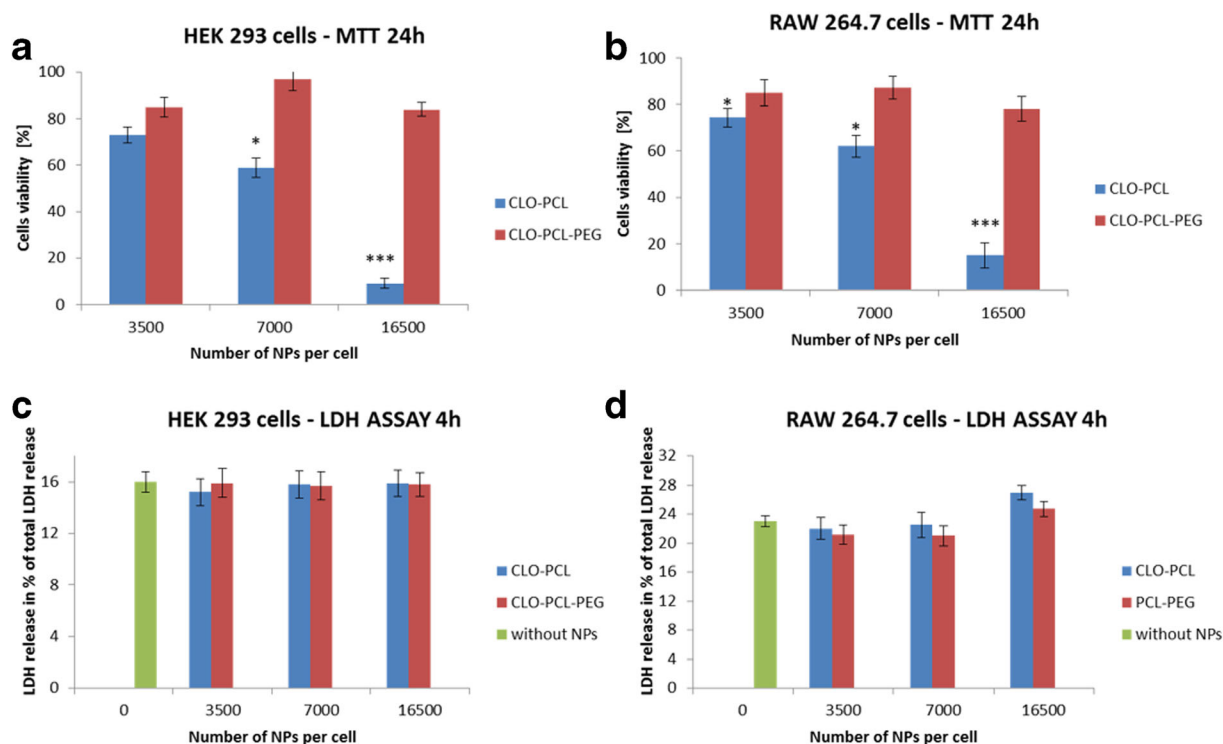 a
HEK 293 cells - MTT 24h
Cells viability [%]
100
80
60
40
20
0
*
***
3500 7000 16500
Number of NPs per cell
CLO-PCL
CLO-PCL-PEG
b
RAW 264.7 cells - MTT 24h
Cells viability [%]
100
80
60
40
20
0
*
*
***
3500 7000 16500
Number of NPs per cell
CLO-PCL
CLO-PCL-PEG
c
HEK 293 cells - LDH ASSAY 4h
LDH release in % of total LDH release
16
12
8
4
0
0 3500 7000 16500
Number of NPs per cell
CLO-PCL
CLO-PCL-PEG
without NPs
d
RAW 264.7 cells - LDH ASSAY 4h
LDH release in % of total LDH release
32
28
24
20
16
12
8
4
0
0 3500 7000 16500
Number of NPs per cell
CLO-PCL
PCL-PEG
without NPs